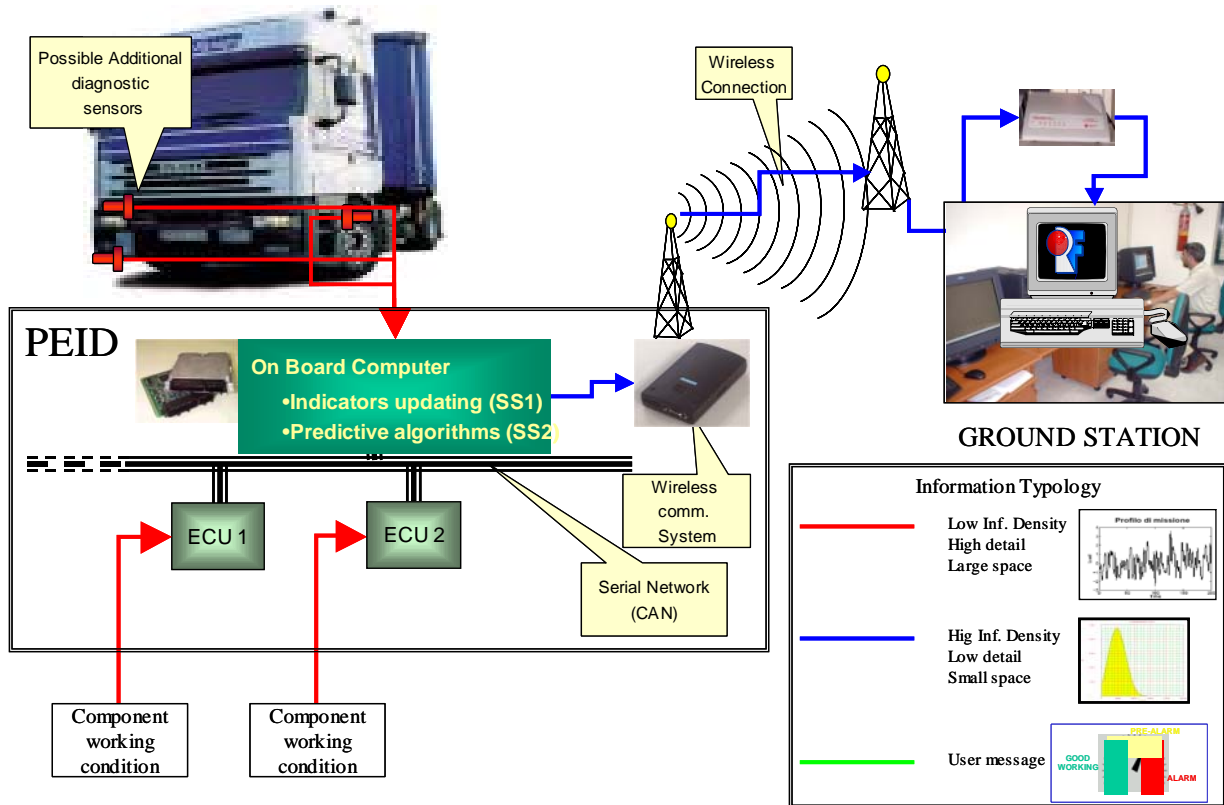 Possible Additional
diagnostic
sensors
Wireless
Connection
PEID
On Board Computer
•Indicators updating (SS1)
•Predictive algorithms (SS2)
ECU 1
ECU 2
Wireless
comm.
System
Serial Network
(CAN)
Component
working
condition
Component
working
condition
GROUND STATION
Information Typology
Low Inf. Density
High detail
Large space
Profilo di missione
Hig Inf. Density
Low detail
Small space
User message
PRE-ALARM
GOOD
WORKING
ALARM